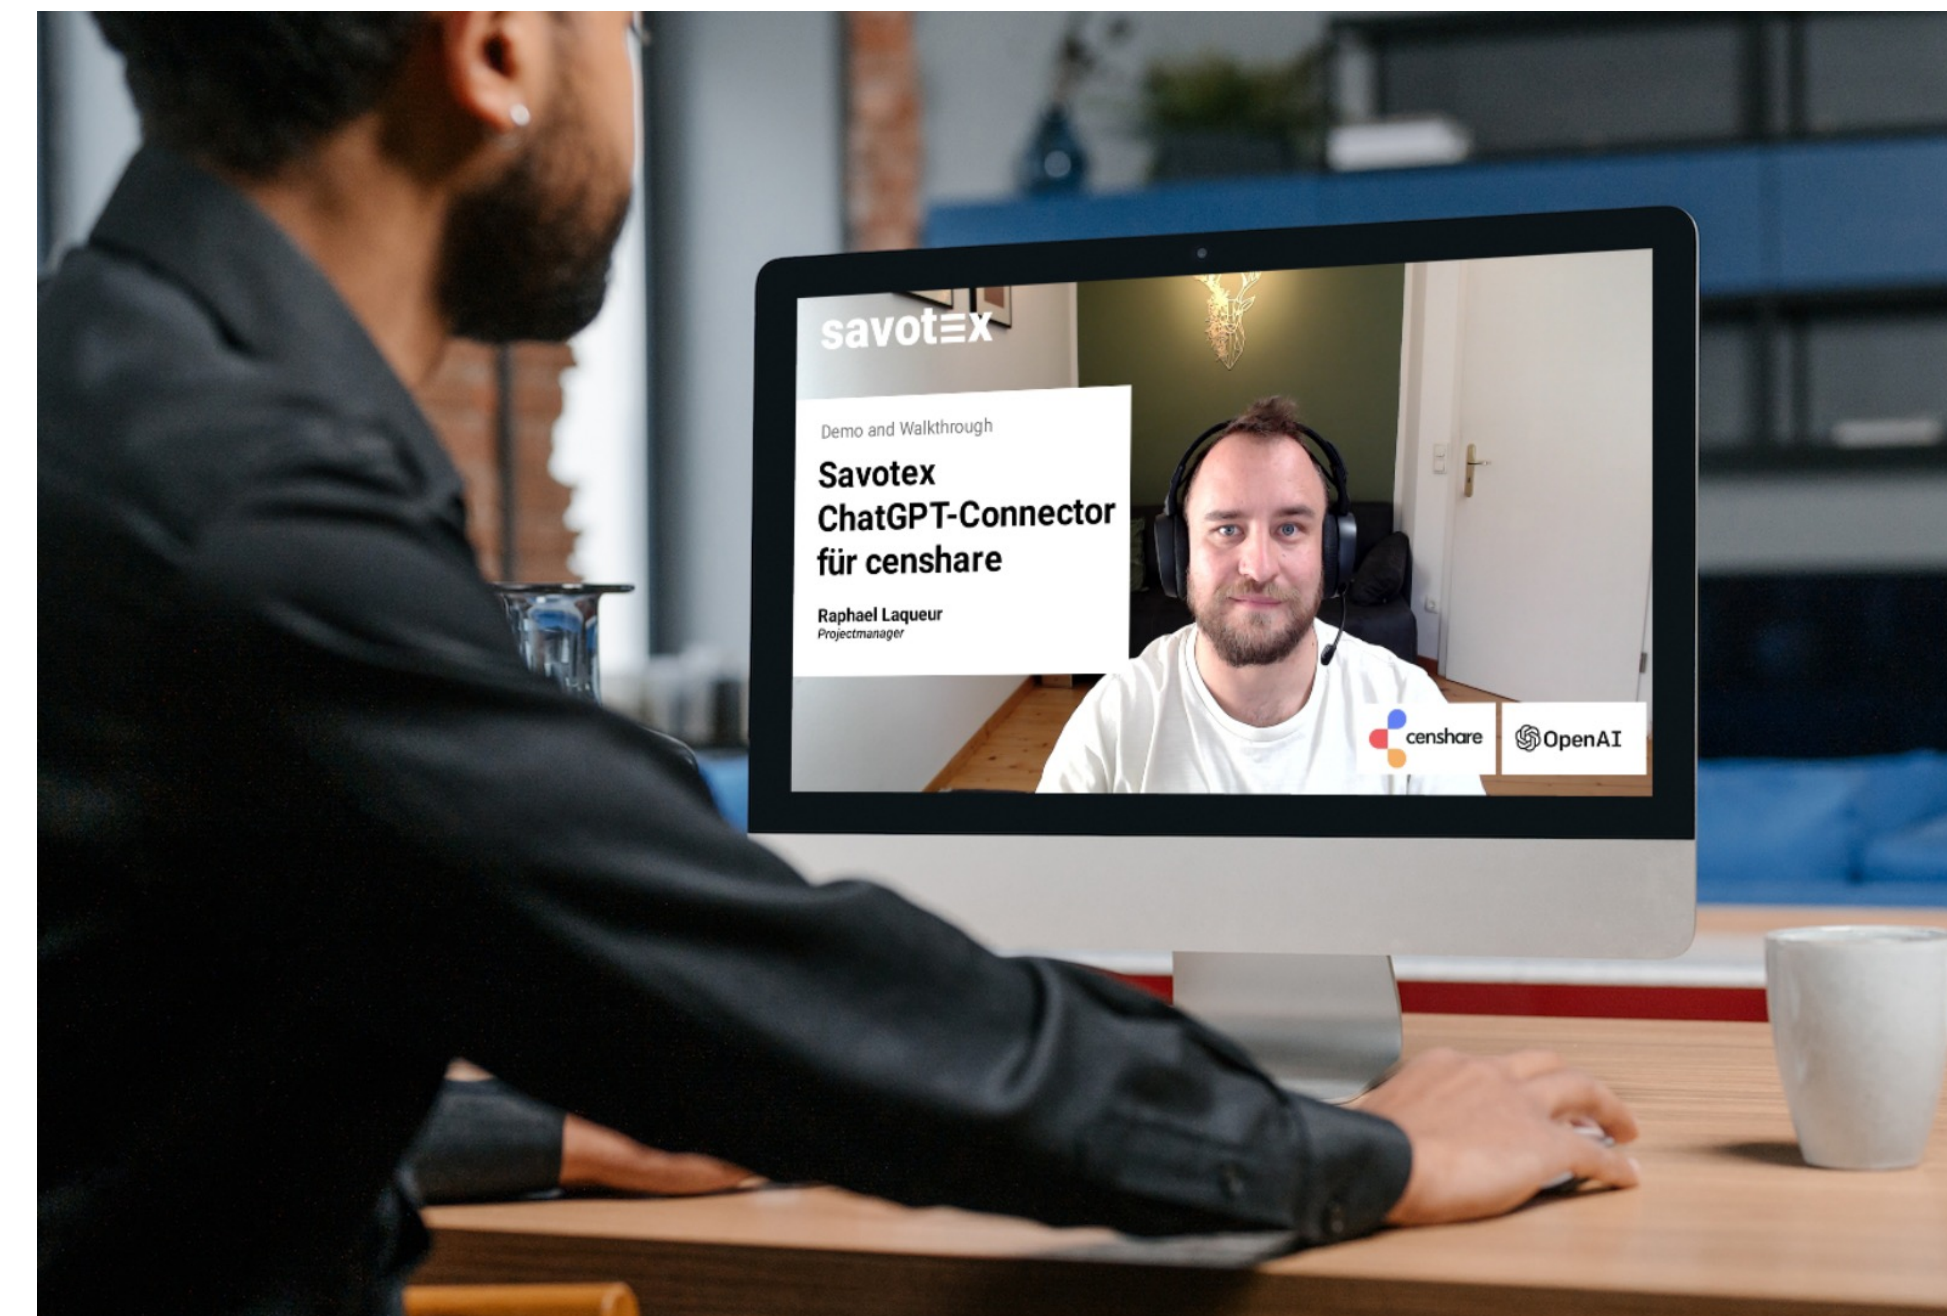 savotex
Demo and Walkthrough
Savotex
ChatGPT-Connector
für censhare
Raphael Laqueur
Projectmanager
censhare
OpenAI